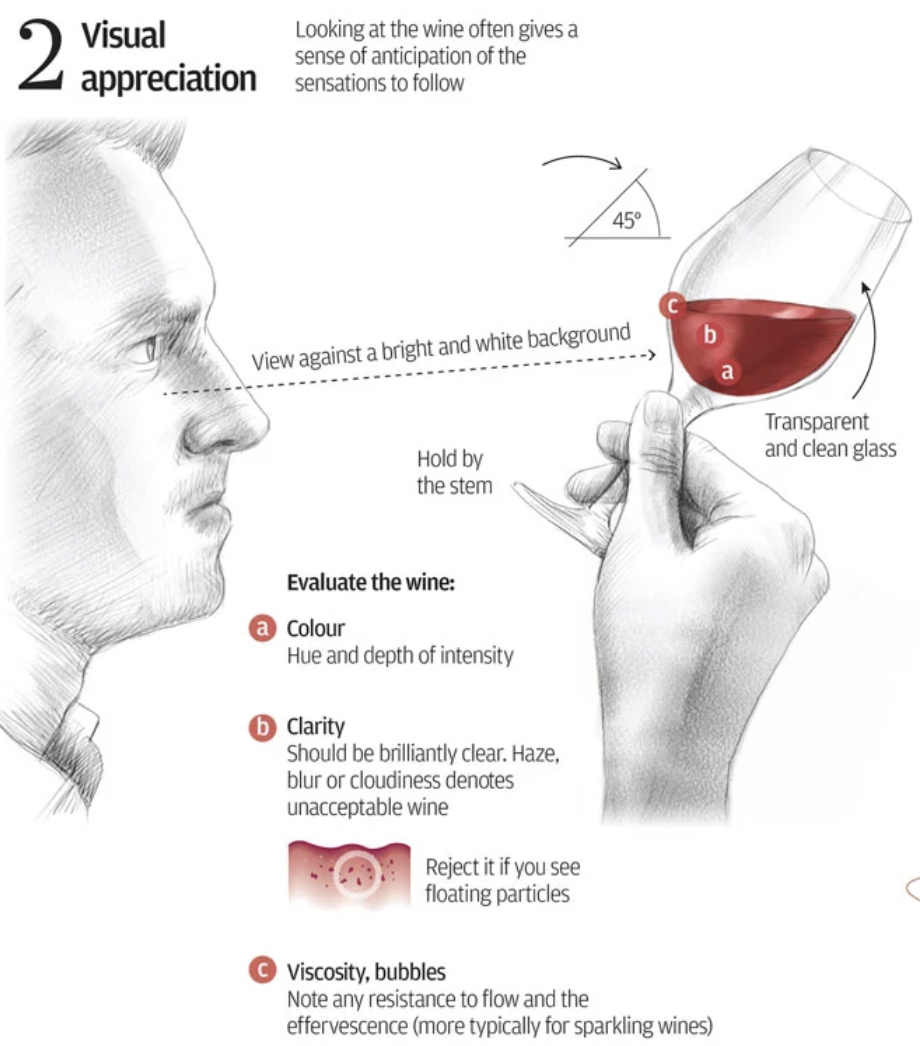 2 Visual
appreciation
Looking at the wine often gives a
sense of anticipation of the
sensations to follow
45º
c
b
a
View against a bright and white background
Transparent
and clean glass
Hold by
the stem
Evaluate the wine:
a Colour
Hue and depth of intensity
b Clarity
Should be brilliantly clear. Haze,
blur or cloudiness denotes
unacceptable wine
Reject it if you see
floating particles
c Viscosity, bubbles
Note any resistance to flow and the
effervescence (more typically for sparkling wines)